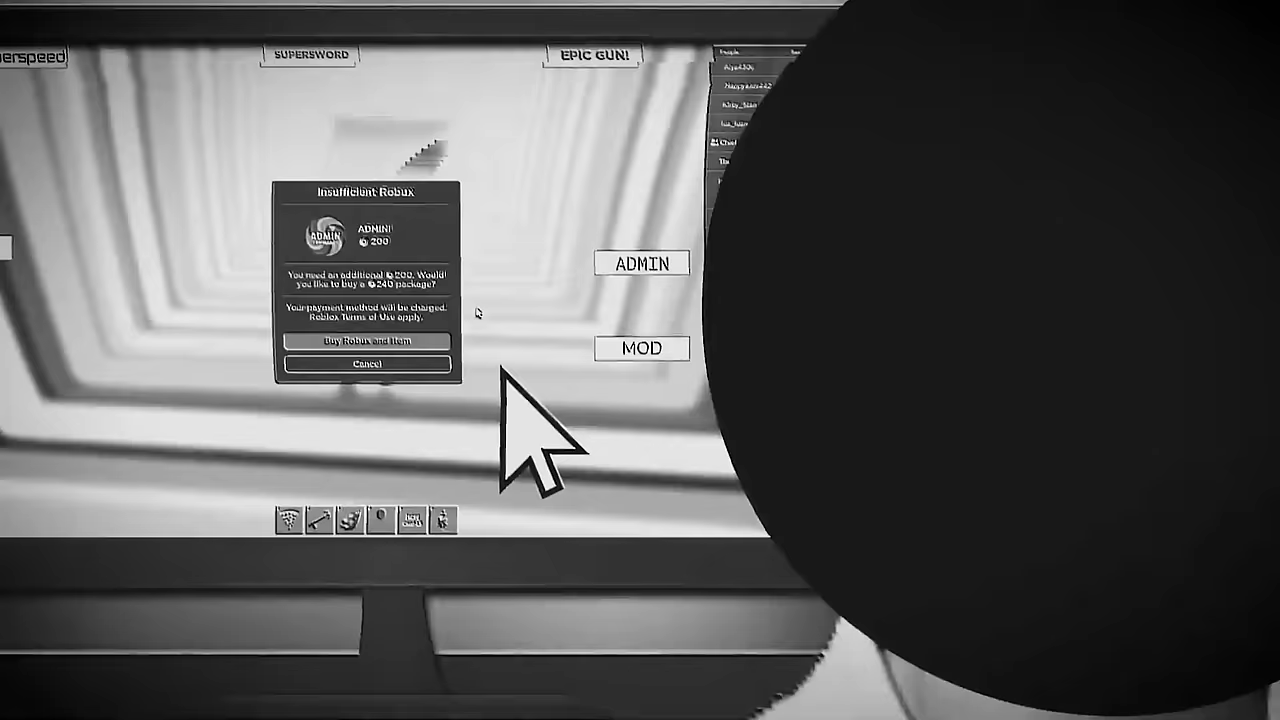 erspeed
SUPERSWORD
EPIC GUN!
People
Insufficient Robux
ADMIN
ADMIN!
200
You need an additional 200. Would
you like to buy a 240 package?
Your payment method will be charged.
Roblox Terms of Use apply.
Buy Robux and Item
Cancel
ADMIN
MOD